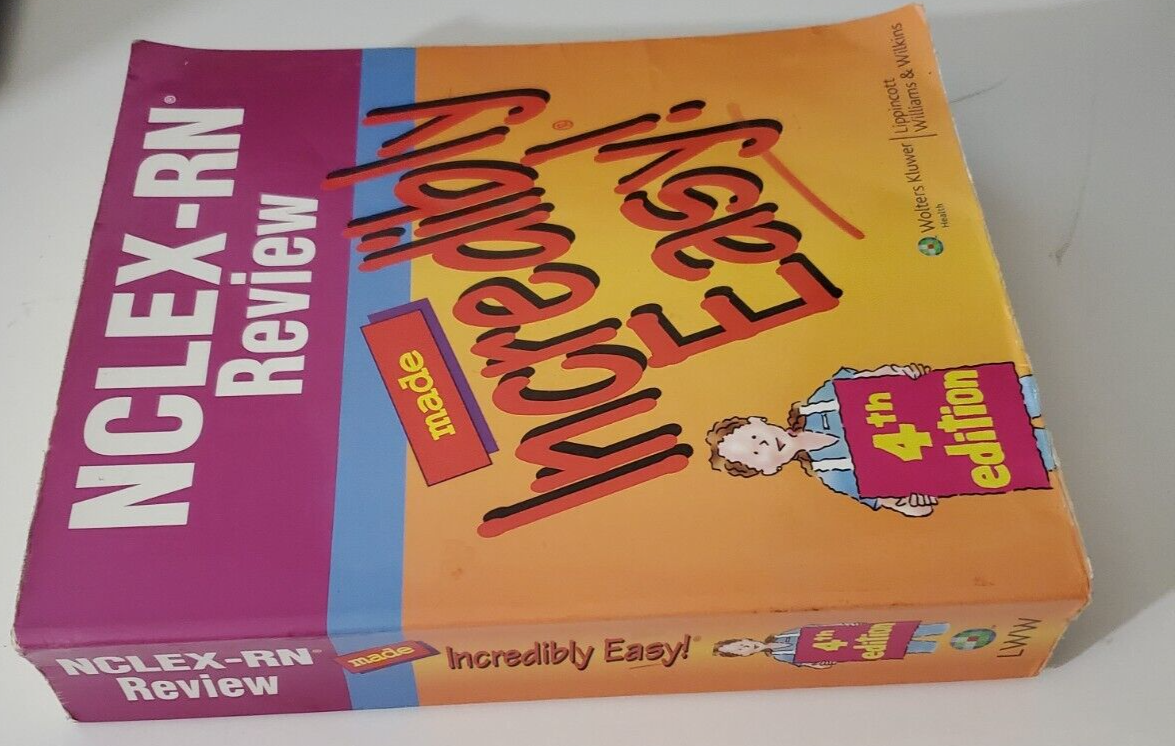 NCLEX-RN®
Review
made
Incredibly
Easy!®
4th
edition
Wolters Kluwer | Lippincott
Health
Williams & Wilkins
NCLEX-RN®
Review
made
Incredibly Easy!®
4th
edition
LWW